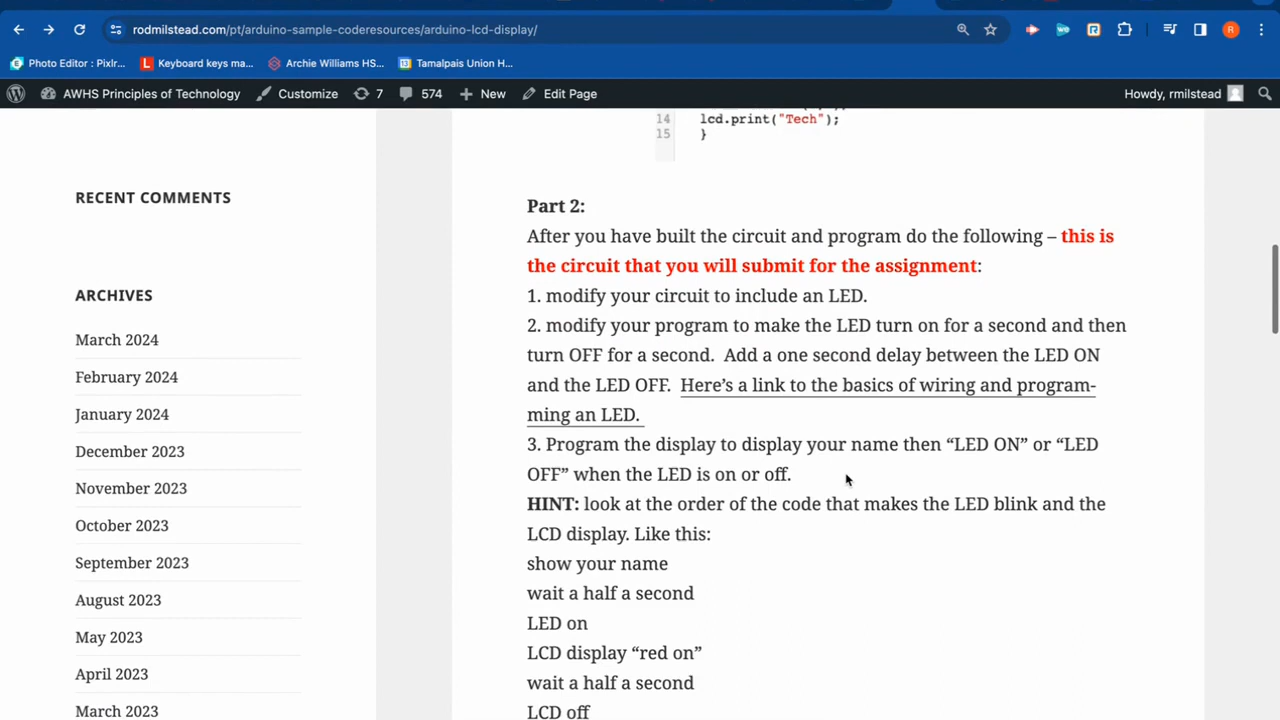 rodmilstead.com/pt/arduino-sample-coderesources/arduino-lcd-display/
Photo Editor : Pixlr...
Keyboard keys ma...
Archie Williams HS...
Tamalpais Union H...
AWHS Principles of Technology
Customize
7
574
New
Edit Page
Howdy, rmilstead
14 lcd.print("Tech");
15 }
RECENT COMMENTS
ARCHIVES
March 2024
February 2024
January 2024
December 2023
November 2023
October 2023
September 2023
August 2023
May 2023
April 2023
March 2023
Part 2:
After you have built the circuit and program do the following – this is
the circuit that you will submit for the assignment:
1. modify your circuit to include an LED.
2. modify your program to make the LED turn on for a second and then
turn OFF for a second. Add a one second delay between the LED ON
and the LED OFF. Here’s a link to the basics of wiring and program-
ming an LED.
3. Program the display to display your name then “LED ON” or “LED
OFF” when the LED is on or off.
HINT: look at the order of the code that makes the LED blink and the
LCD display. Like this:
show your name
wait a half a second
LED on
LCD display “red on”
wait a half a second
LCD off